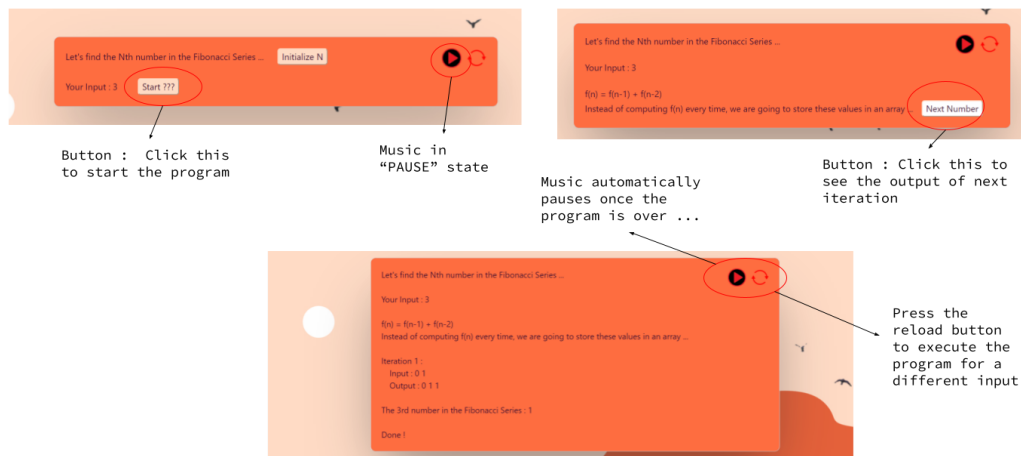 Let's find the Nth number in the Fibonacci Series ... Initialize N
Your Input : 3 Start ???
Button : Click this
to start the program
Music in
“PAUSE” state
Let's find the Nth number in the Fibonacci Series ...
Your Input : 3
f(n) = f(n-1) + f(n-2)
Instead of computing f(n) every time, we are going to store these values in an array ... Next Number
Button : Click this to
see the output of next
iteration
Music automatically
pauses once the
program is over ...
Let's find the Nth number in the Fibonacci Series ...
Your Input : 3
f(n) = f(n-1) + f(n-2)
Instead of computing f(n) every time, we are going to store these values in an array ...
Iteration 1 :
Input : 0 1
Output : 0 1 1
The 3rd number in the Fibonacci Series : 1
Done !
Press the
reload button
to execute the
program for a
different input